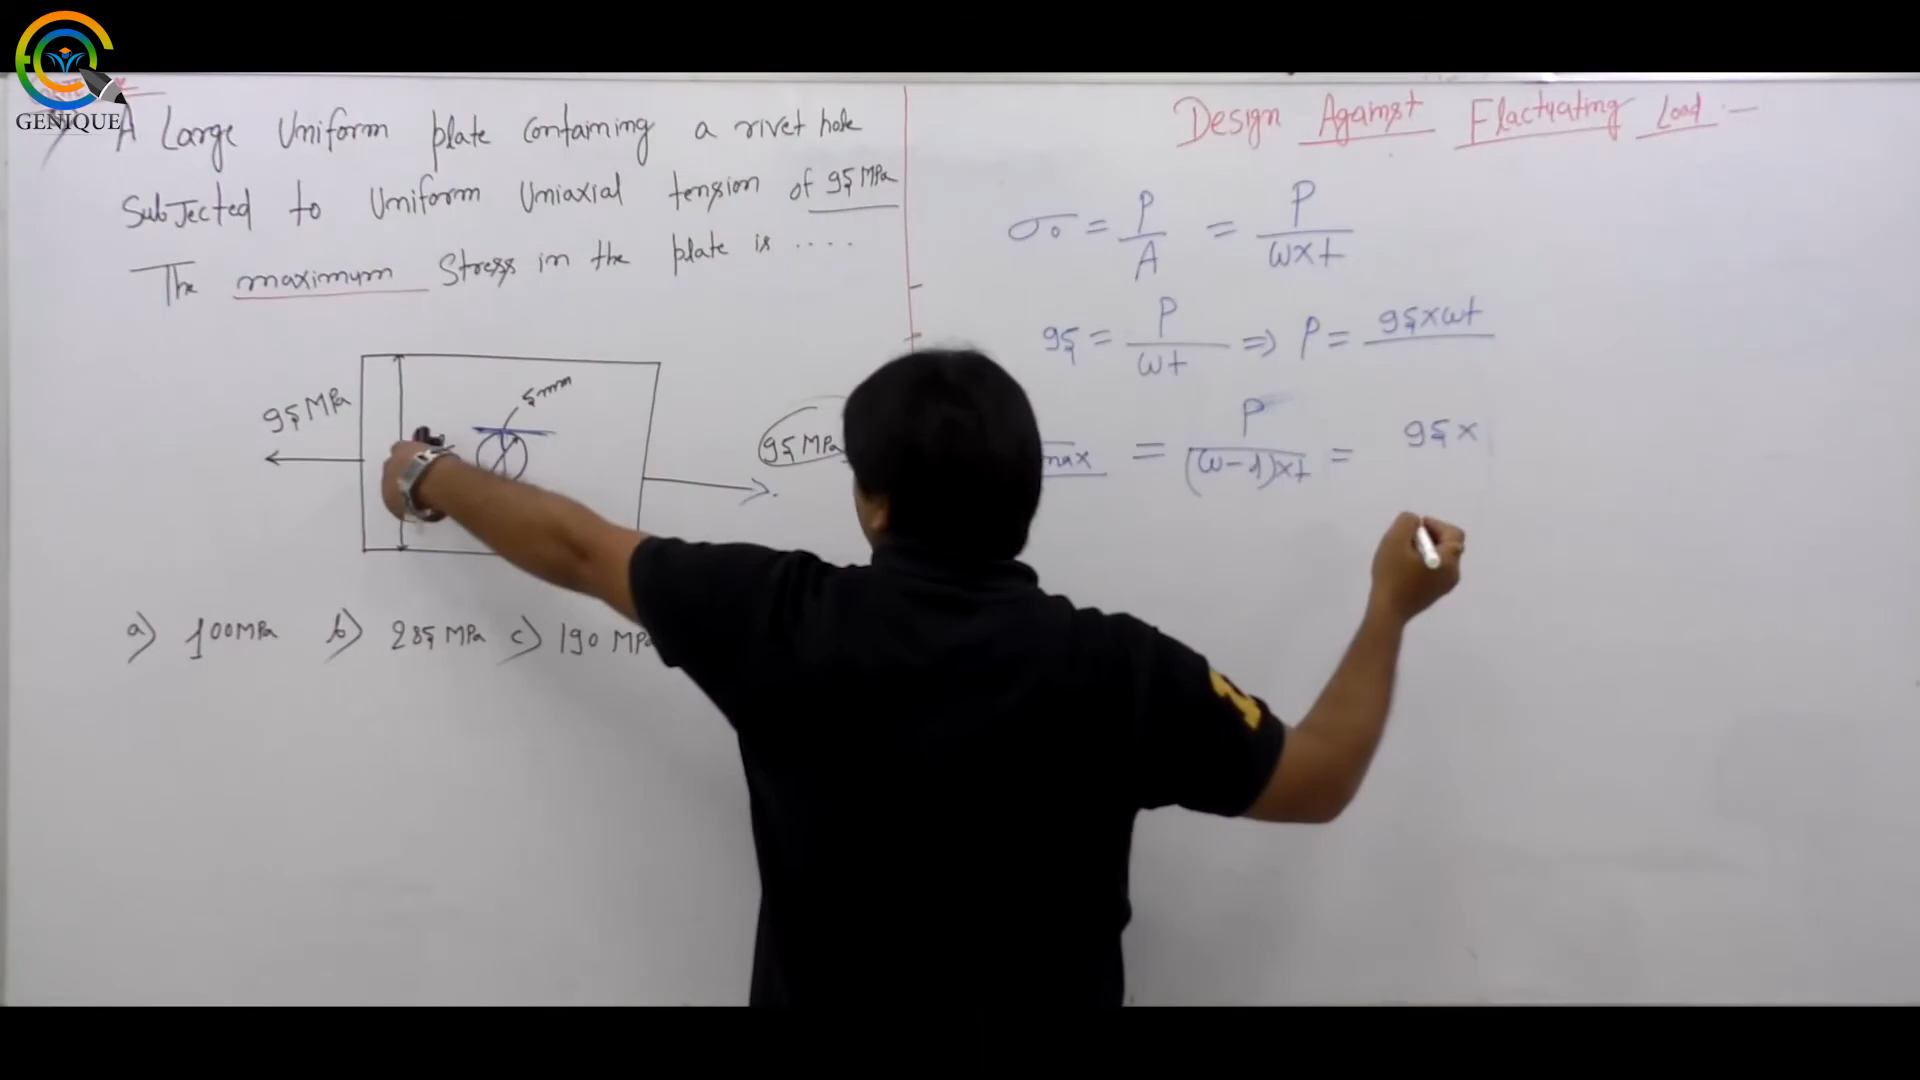 GENIQUE
A Large Uniform plate Containing a rivet hole
SubJected to Uniform Uniaxial tension of 95 MPa
The maximum Stress in the plate is ....
95 MPa
5mm
95 MPa
a) 100MPa b) 285 MPa c) 190 MPa
Design Against Flactuating Load :-
σ₀ = P/A = P/(w×t)
95 = P/(wt) ⇒ P = 95×wt
max = P/((w-d)×t) = 95×